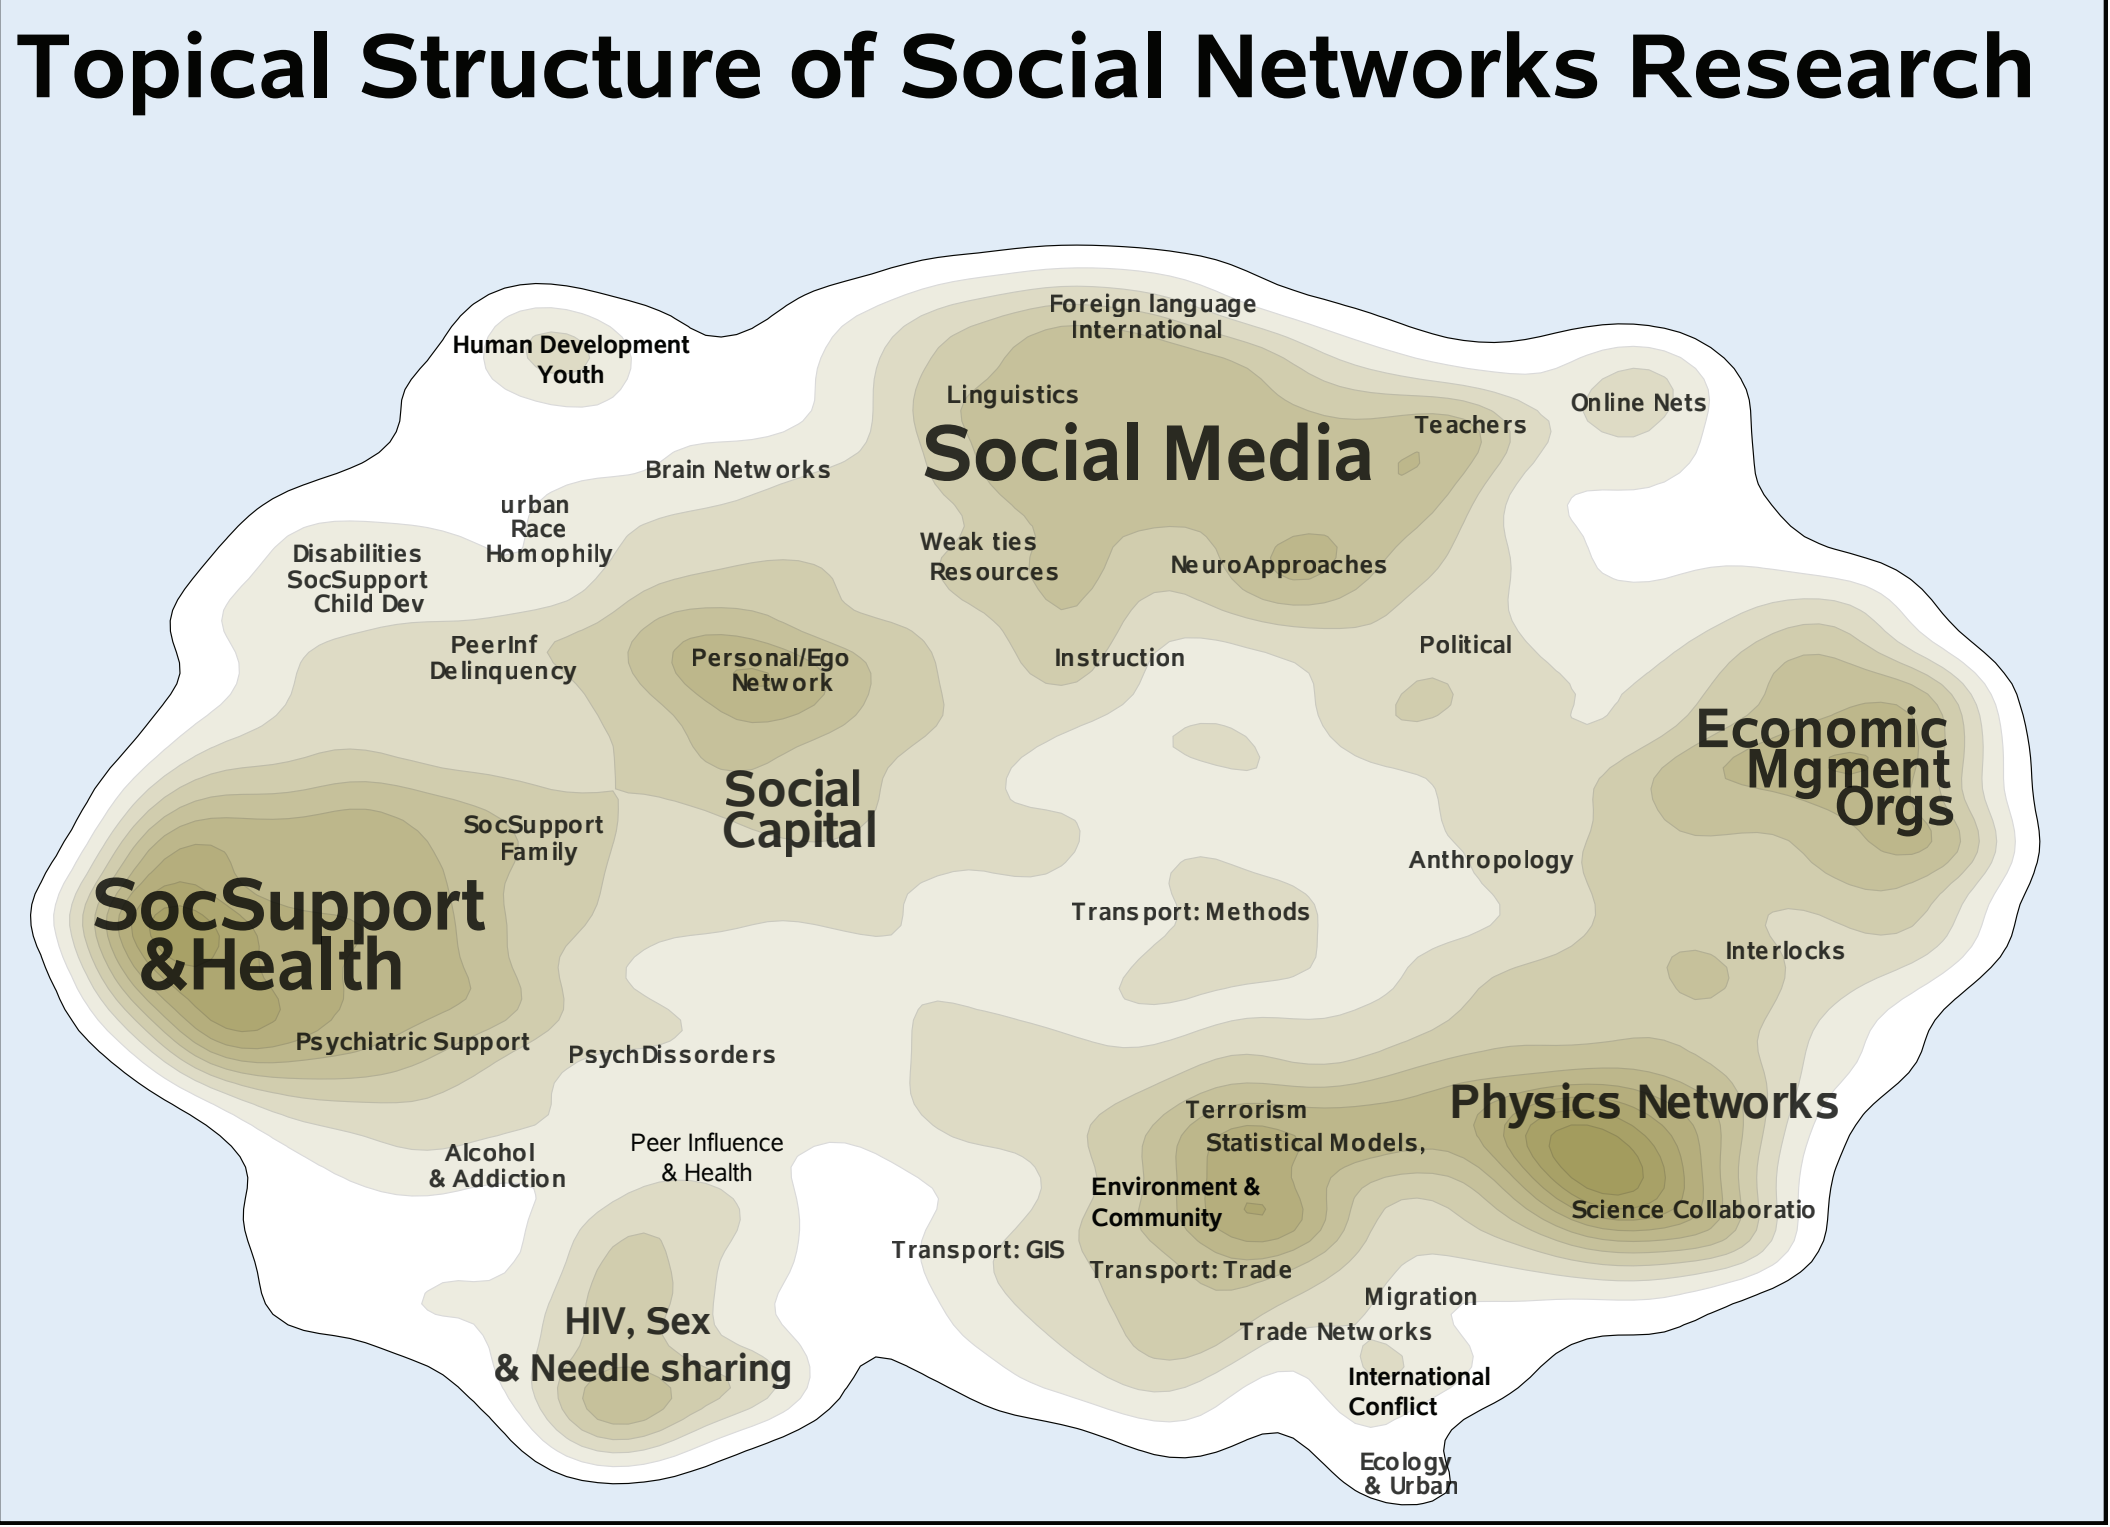 Topical Structure of Social Networks Research
Foreign language
International
Human Development
Youth
Linguistics
Online Nets
Teachers
Social Media
Brain Networks
urban
Race
Homophily
Disabilities
SocSupport
Child Dev
Weak ties
Resources
NeuroApproaches
PeerInf
Delinquency
Personal/Ego
Network
Instruction
Political
Economic
Mgment
Orgs
Social
Capital
SocSupport
Family
Anthropology
SocSupport
&Health
Transport: Methods
Interlocks
Psychiatric Support
PsychDissorders
Physics Networks
Terrorism
Statistical Models,
Alcohol
& Addiction
Peer Influence
& Health
Environment &
Community
Science Collaboratio
Transport: GIS
Transport: Trade
Migration
HIV, Sex
& Needle sharing
Trade Networks
International
Conflict
Ecology
& Urban